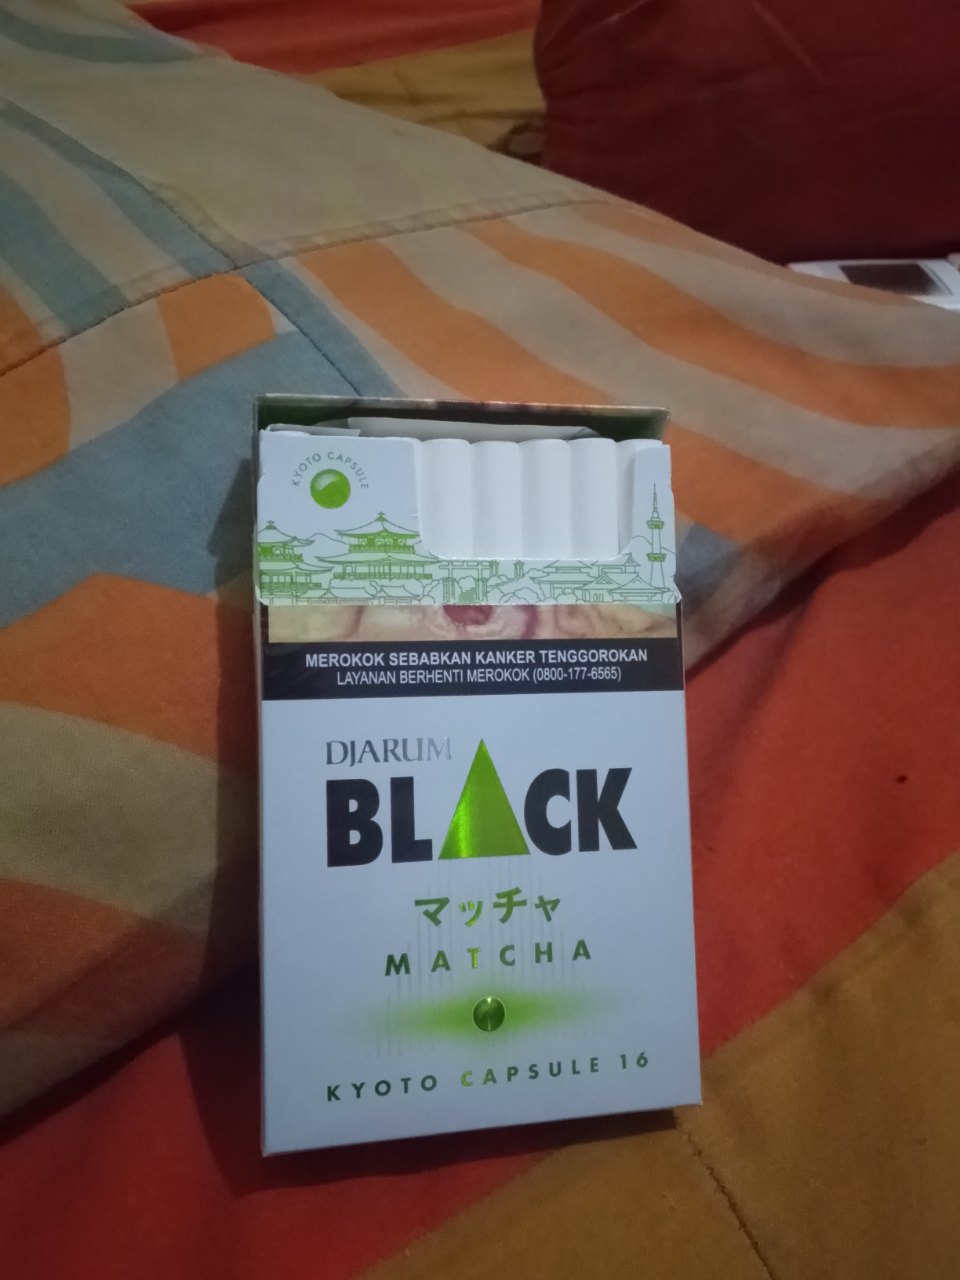 KYOTO CAPSULE
MEROKOK SEBABKAN KANKER TENGGOROKAN
LAYANAN BERHENTI MEROKOK (0800-177-6565)
DJARUM
BLACK
マッチャ
MATCHA
KYOTO CAPSULE 16